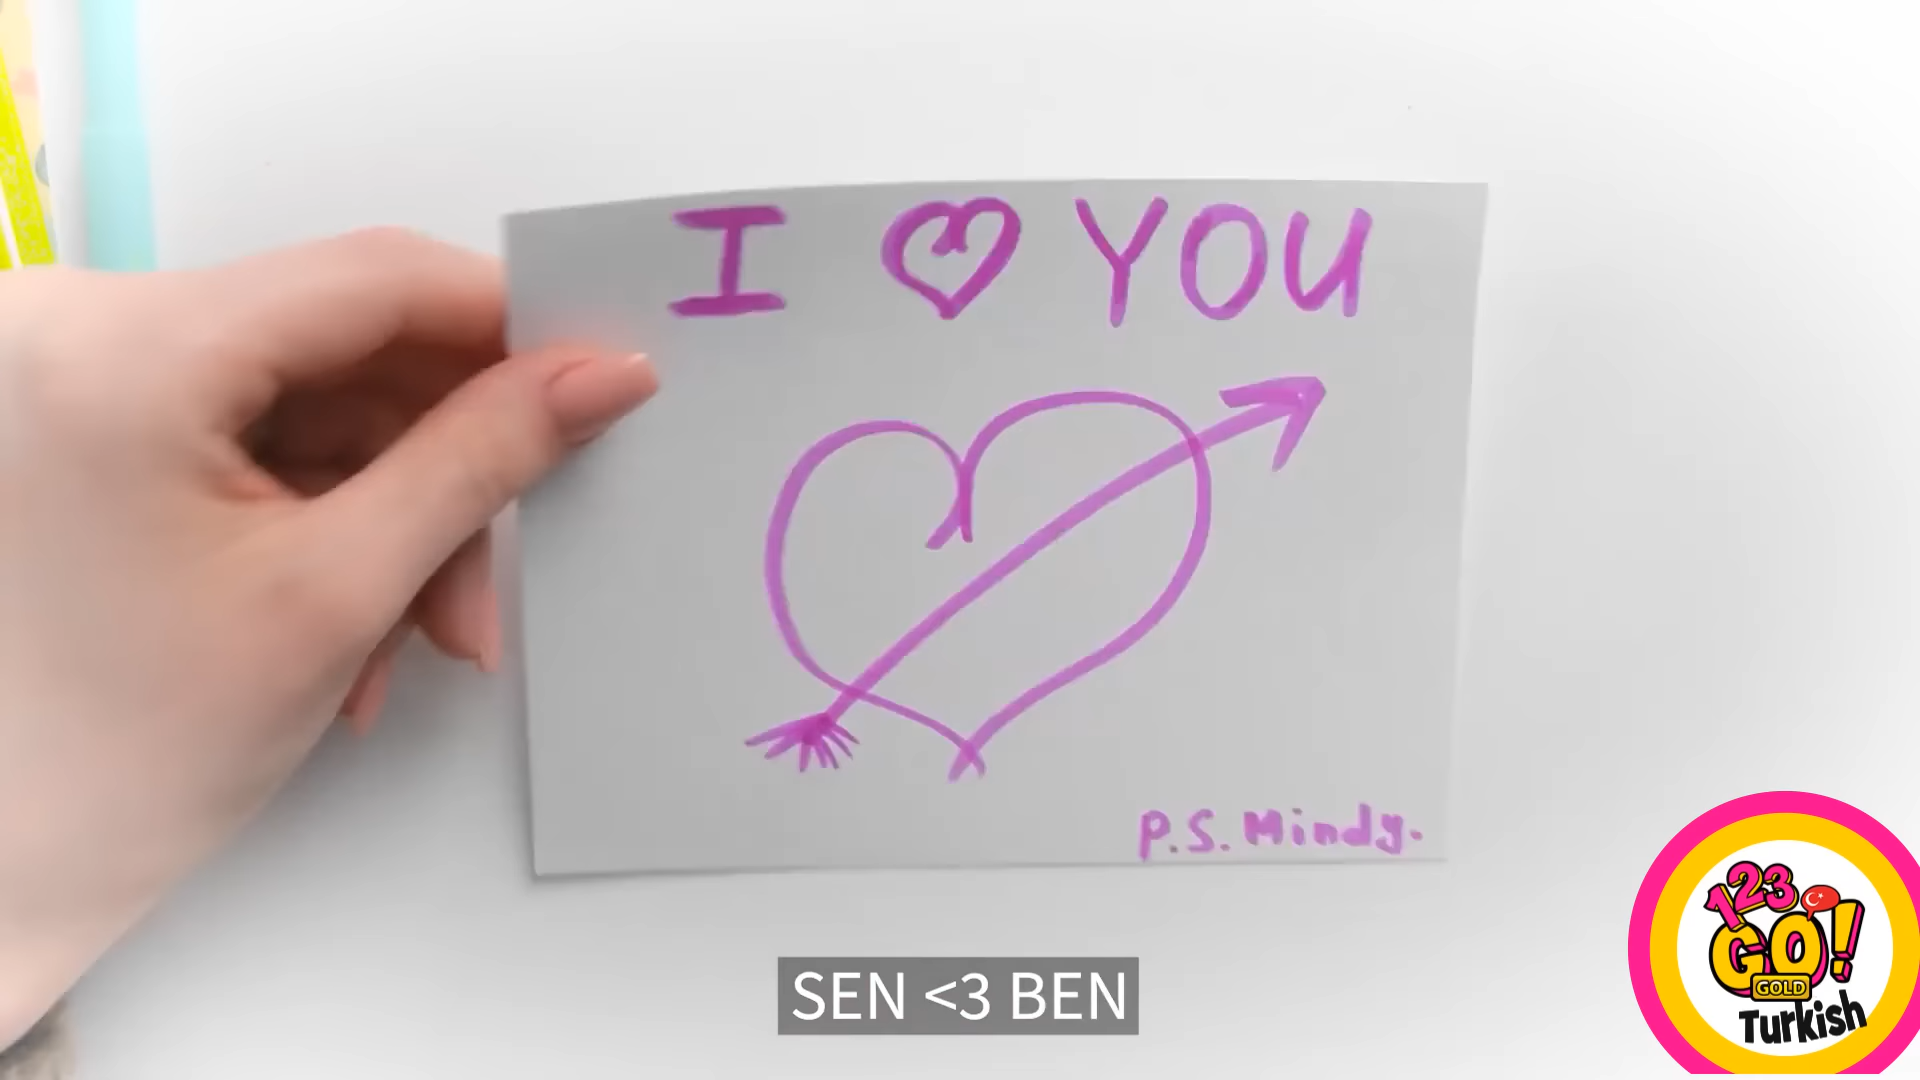 I ♡ YOU
P.S. Mindy.
SEN <3 BEN
123
GO!
GOLD
Turkish